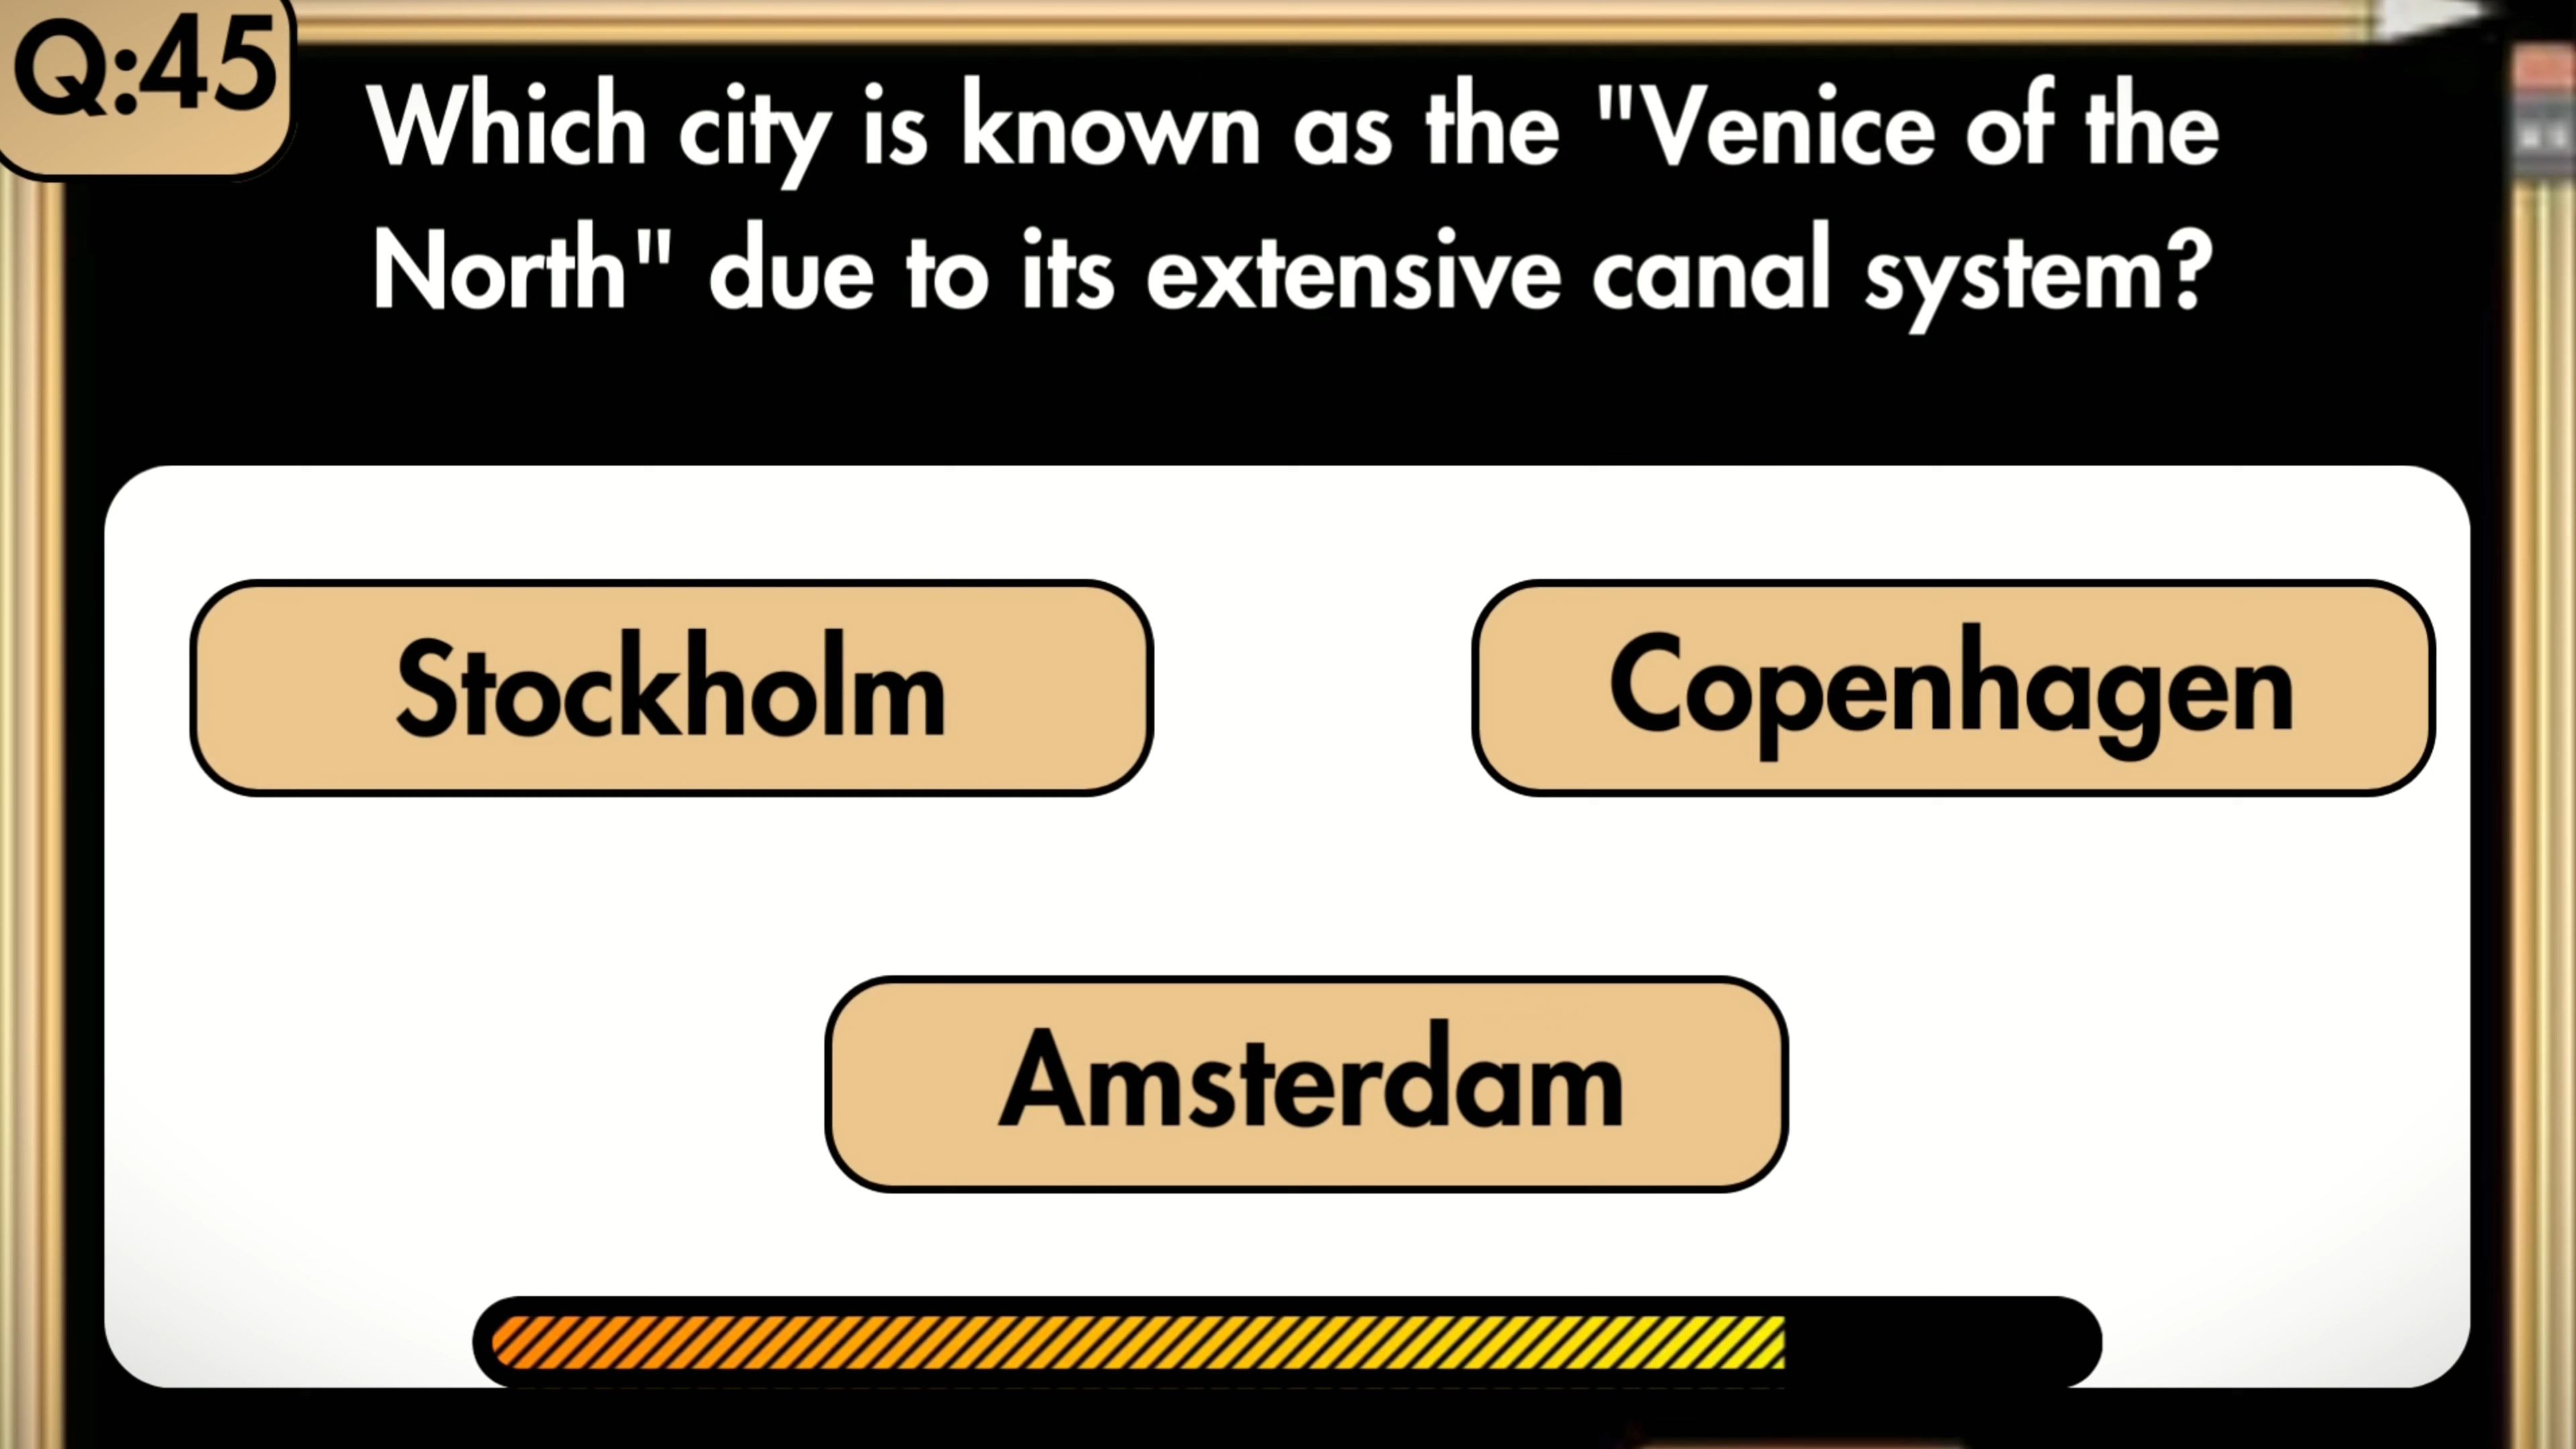 Q:45
Which city is known as the "Venice of the
North" due to its extensive canal system?
Stockholm
Copenhagen
Amsterdam